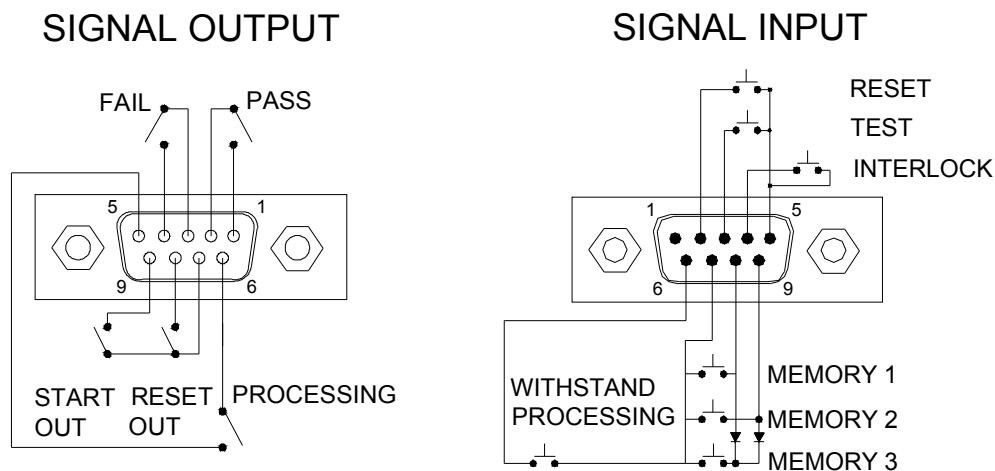 SIGNAL OUTPUT
FAIL
PASS
5
1
9
6
START
OUT
RESET
OUT
PROCESSING
SIGNAL INPUT
RESET
TEST
INTERLOCK
1
5
6
9
WITHSTAND
PROCESSING
MEMORY 1
MEMORY 2
MEMORY 3